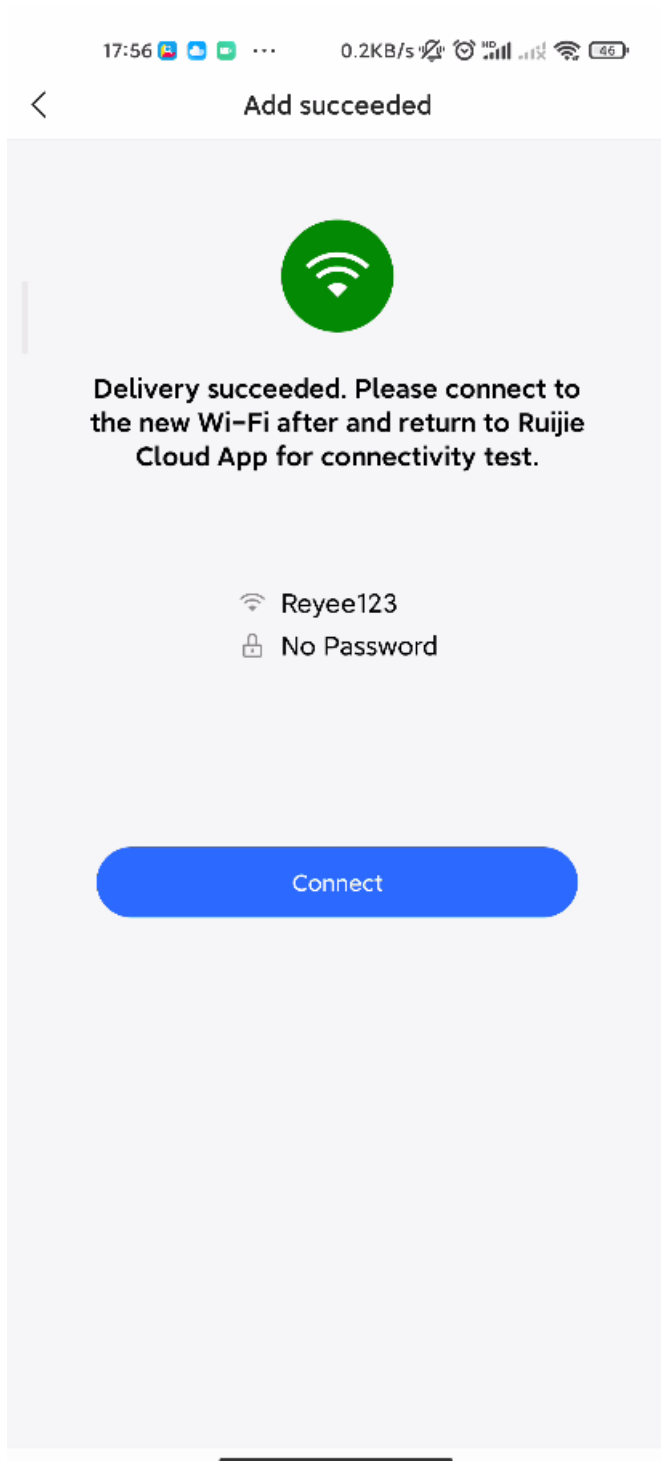 17:56 ... 0.2KB/s HD 46
Add succeeded
Delivery succeeded. Please connect to
the new Wi-Fi after and return to Ruijie
Cloud App for connectivity test.
Reyee123
No Password
Connect